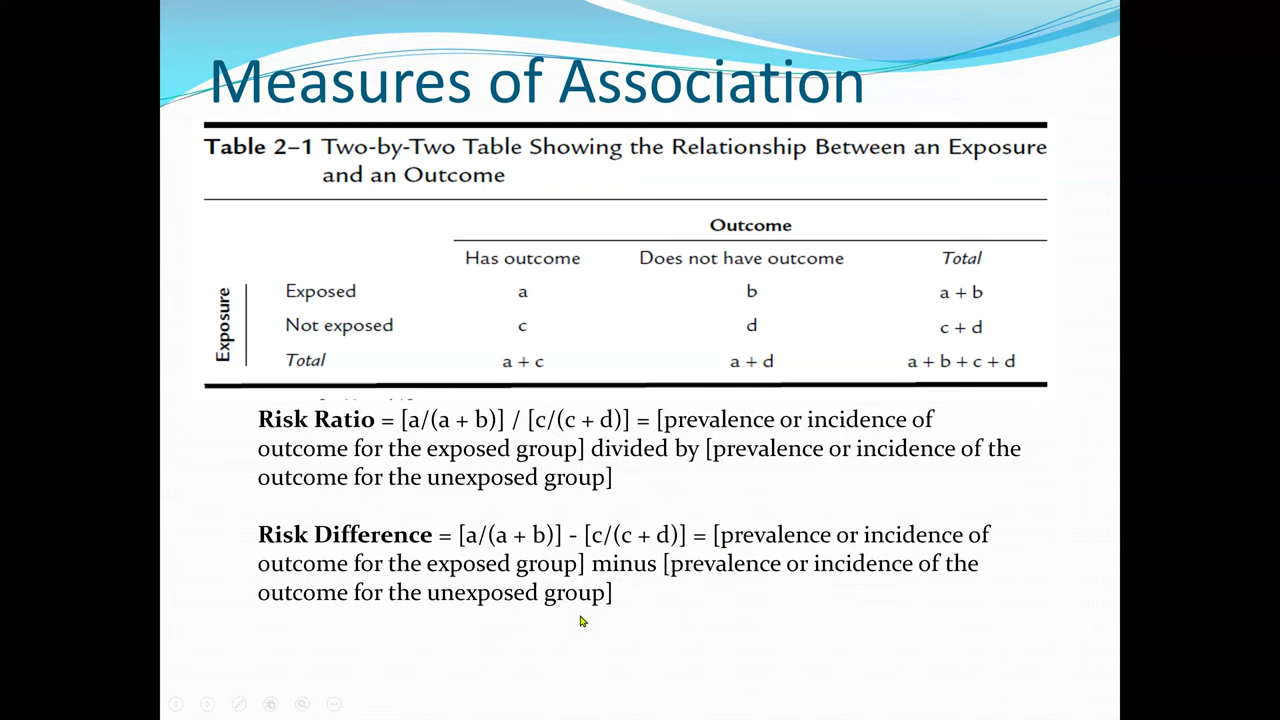 Measures of Association
Table 2–1 Two-by-Two Table Showing the Relationship Between an Exposure
and an Outcome
Outcome
Has outcome Does not have outcome Total
Exposure
Exposed a b a + b
Not exposed c d c + d
Total a + c a + d a + b + c + d
Risk Ratio = [a/(a + b)] / [c/(c + d)] = [prevalence or incidence of
outcome for the exposed group] divided by [prevalence or incidence of the
outcome for the unexposed group]
Risk Difference = [a/(a + b)] - [c/(c + d)] = [prevalence or incidence of
outcome for the exposed group] minus [prevalence or incidence of the
outcome for the unexposed group]